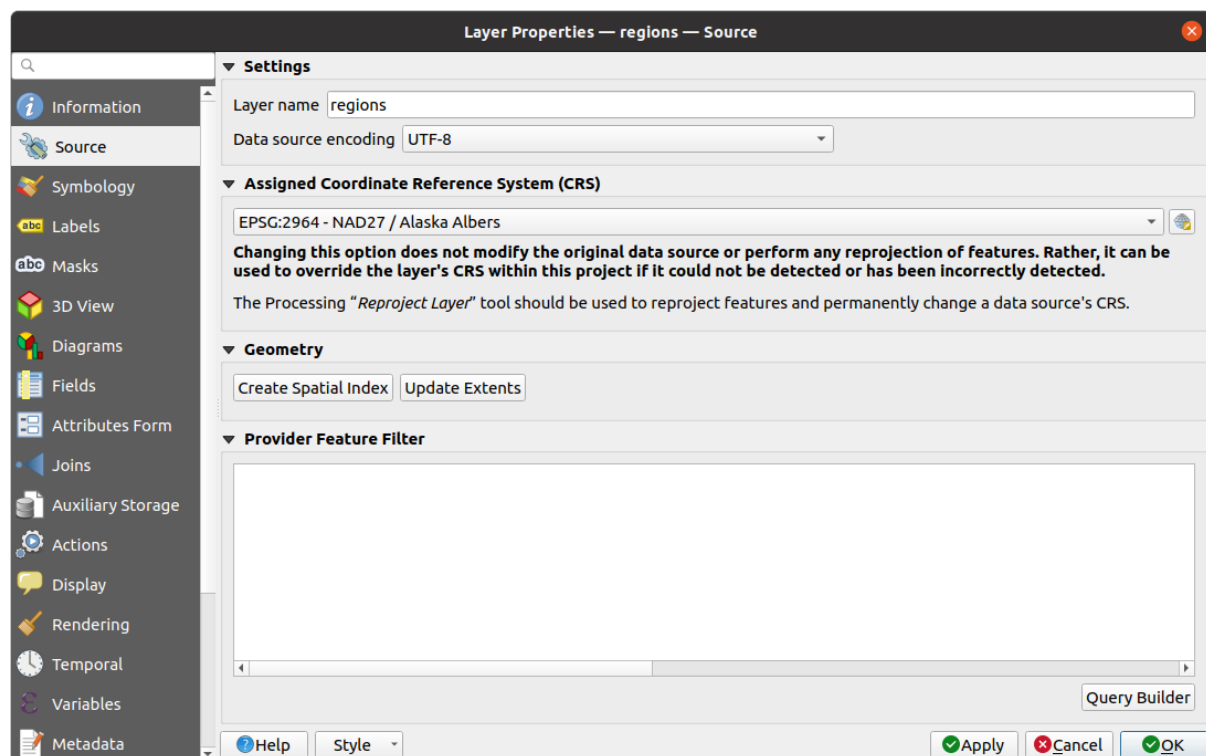 Layer Properties — regions — Source
Information
Source
Symbology
abc Labels
abc Masks
3D View
Diagrams
Fields
Attributes Form
Joins
Auxiliary Storage
Actions
Display
Rendering
Temporal
Variables
Metadata
Settings
Layer name regions
Data source encoding UTF-8
Assigned Coordinate Reference System (CRS)
EPSG:2964 - NAD27 / Alaska Albers
Changing this option does not modify the original data source or perform any reprojection of features. Rather, it can be
used to override the layer's CRS within this project if it could not be detected or has been incorrectly detected.
The Processing “Reproject Layer” tool should be used to reproject features and permanently change a data source's CRS.
Geometry
Create Spatial Index Update Extents
Provider Feature Filter
Query Builder
Help Style Apply Cancel OK